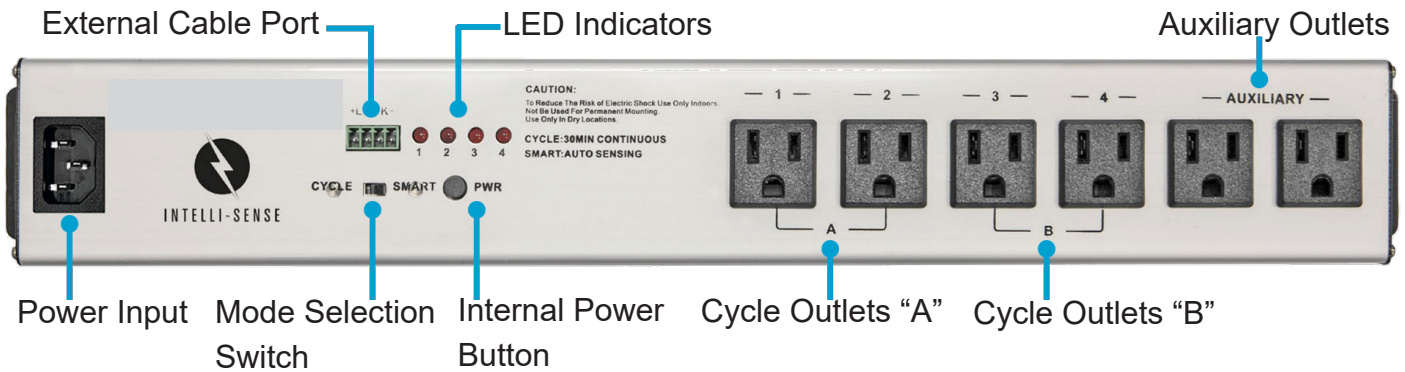 External Cable Port
LED Indicators
Auxiliary Outlets
CAUTION:
To Reduce The Risk of Electric Shock Use Only Indoors.
Not Be Used For Permanent Mounting.
Use Only In Dry Locations.
CYCLE:30MIN CONTINUOUS
SMART:AUTO SENSING
1 2 3 4
CYCLE SMART PWR
INTELLI-SENSE
1 2 3 4 AUXILIARY
A B
Power Input
Mode Selection
Switch
Internal Power
Button
Cycle Outlets “A”
Cycle Outlets “B”